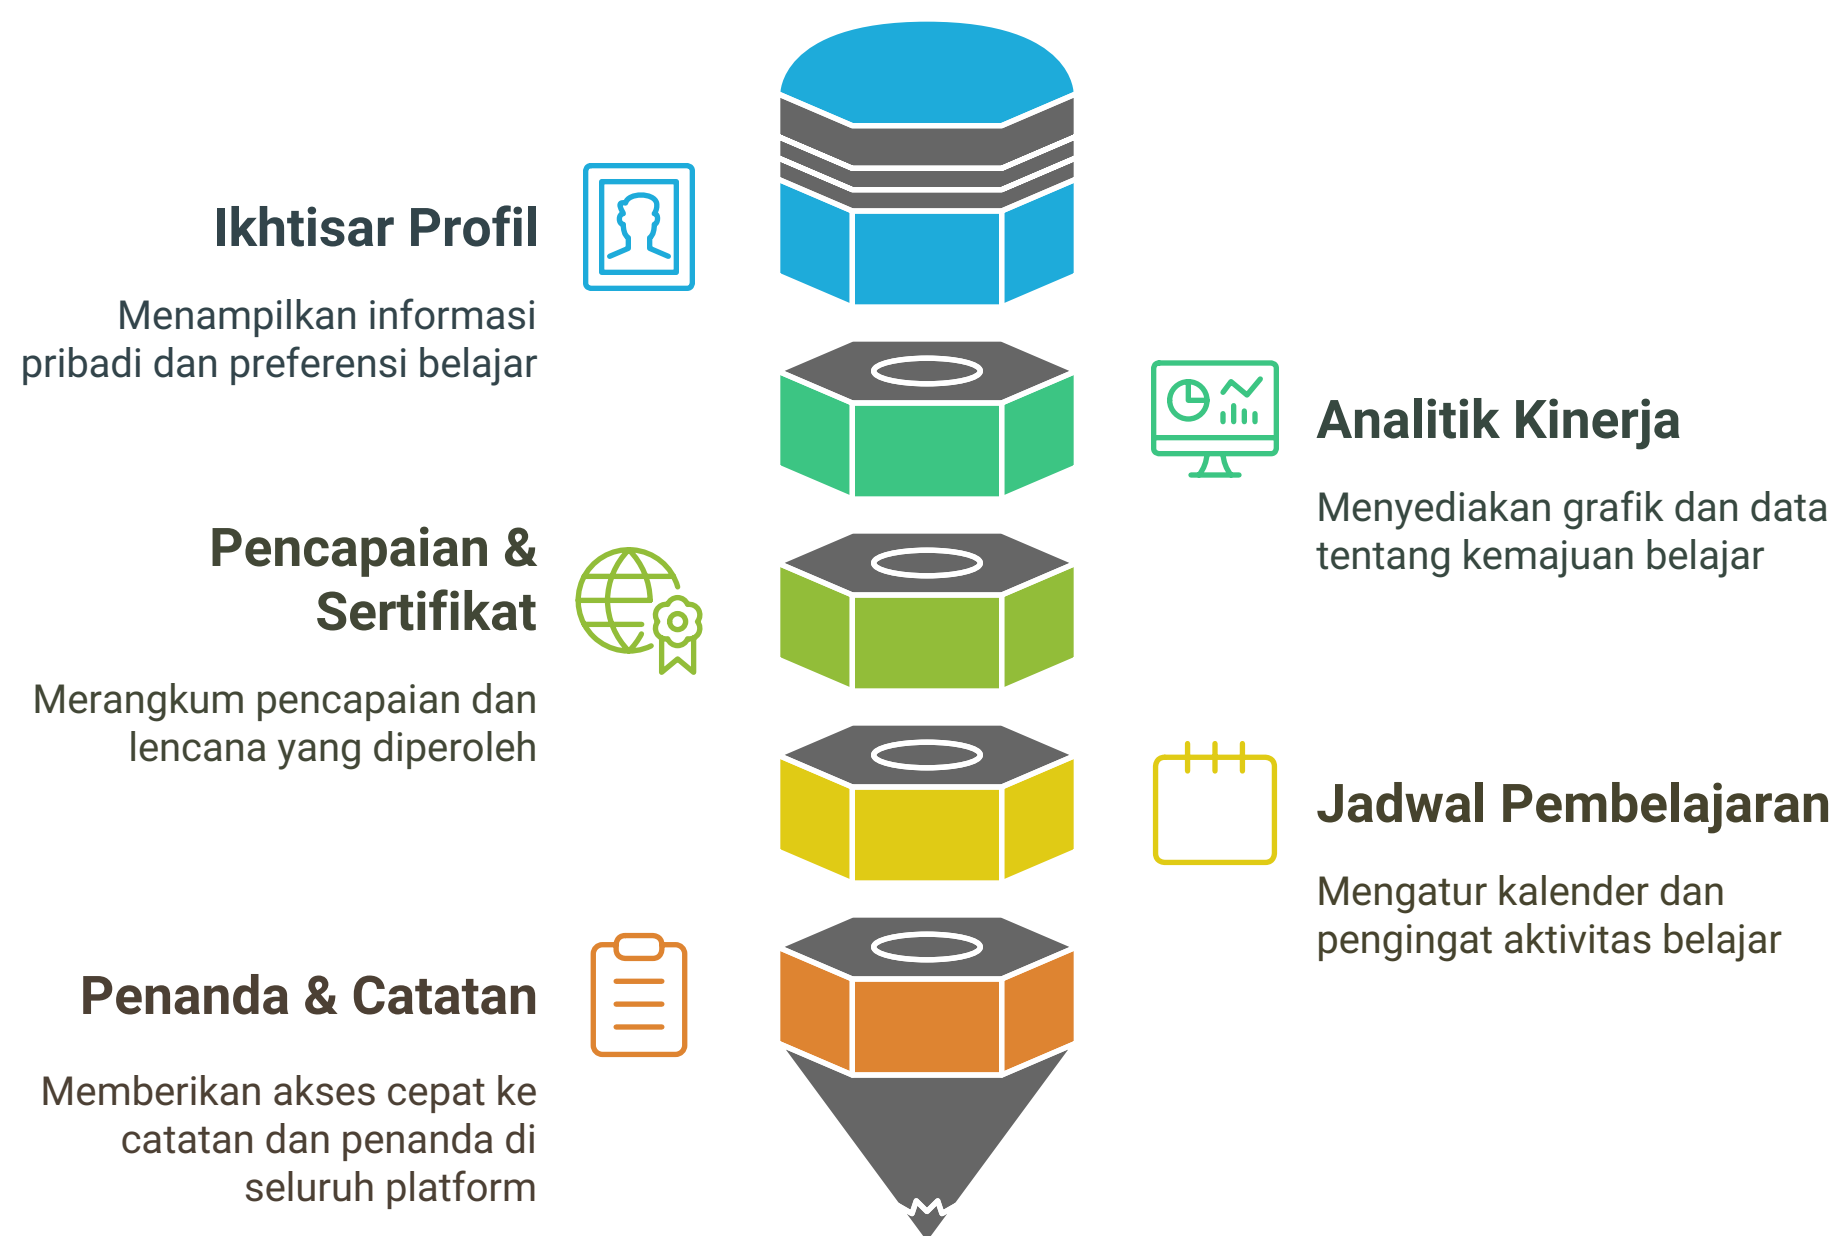 Ikhtisar Profil
Menampilkan informasi
pribadi dan preferensi belajar
Analitik Kinerja
Menyediakan grafik dan data
tentang kemajuan belajar
Pencapaian &
Sertifikat
Merangkum pencapaian dan
lencana yang diperoleh
Jadwal Pembelajaran
Mengatur kalender dan
pengingat aktivitas belajar
Penanda & Catatan
Memberikan akses cepat ke
catatan dan penanda di
seluruh platform